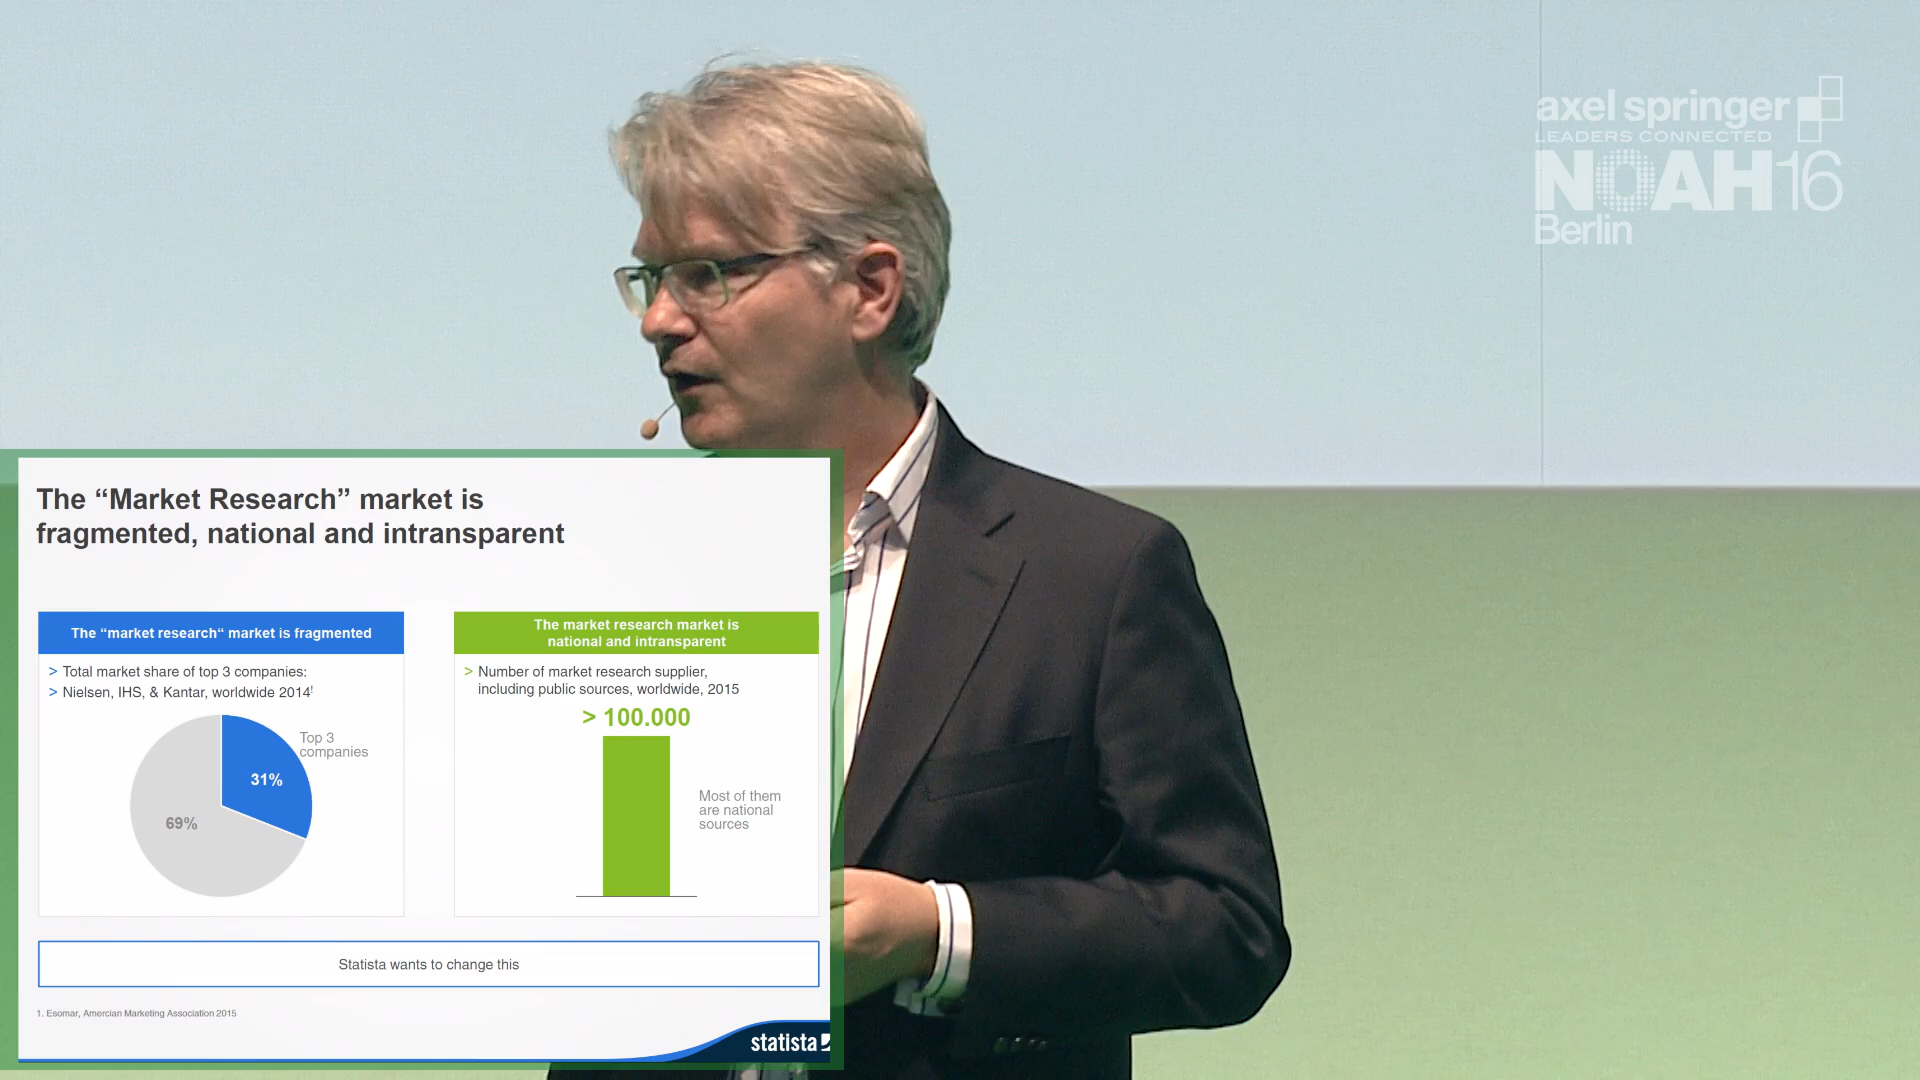 axel springer
LEADERS CONNECTED
NOAH16
Berlin
The “Market Research” market is
fragmented, national and intransparent
The “market research“ market is fragmented
> Total market share of top 3 companies:
> Nielsen, IHS, & Kantar, worldwide 2014¹
Top 3
companies
31%
69%
The market research market is
national and intransparent
> Number of market research supplier,
including public sources, worldwide, 2015
> 100.000
Most of them
are national
sources
Statista wants to change this
1. Esomar, Amercian Marketing Association 2015
statista